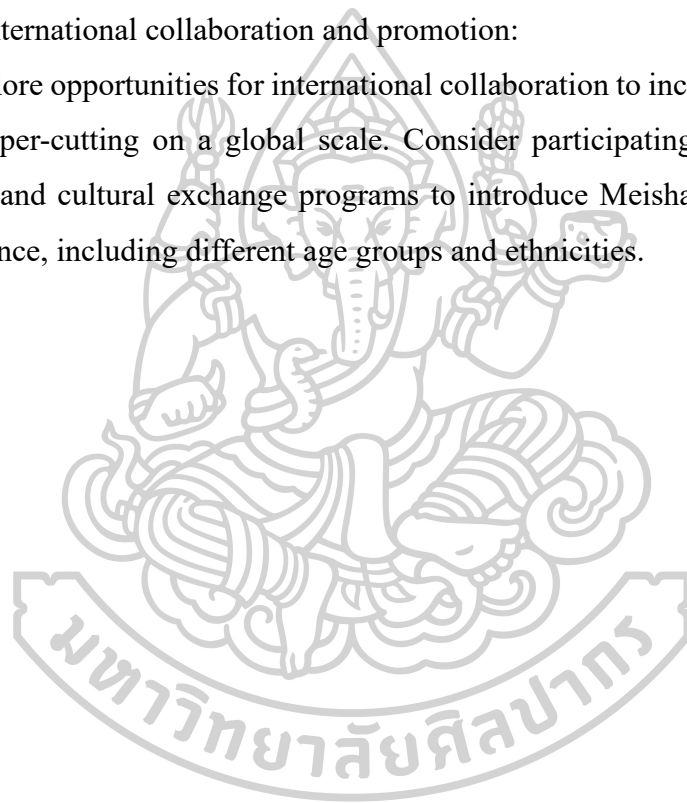 ternational collaboration and promotion:
lore opportunities for international collaboration to inc
per-cutting on a global scale. Consider participating
and cultural exchange programs to introduce Meisha
nce, including different age groups and ethnicities.
มหาวิทยาลัยศิลปากร